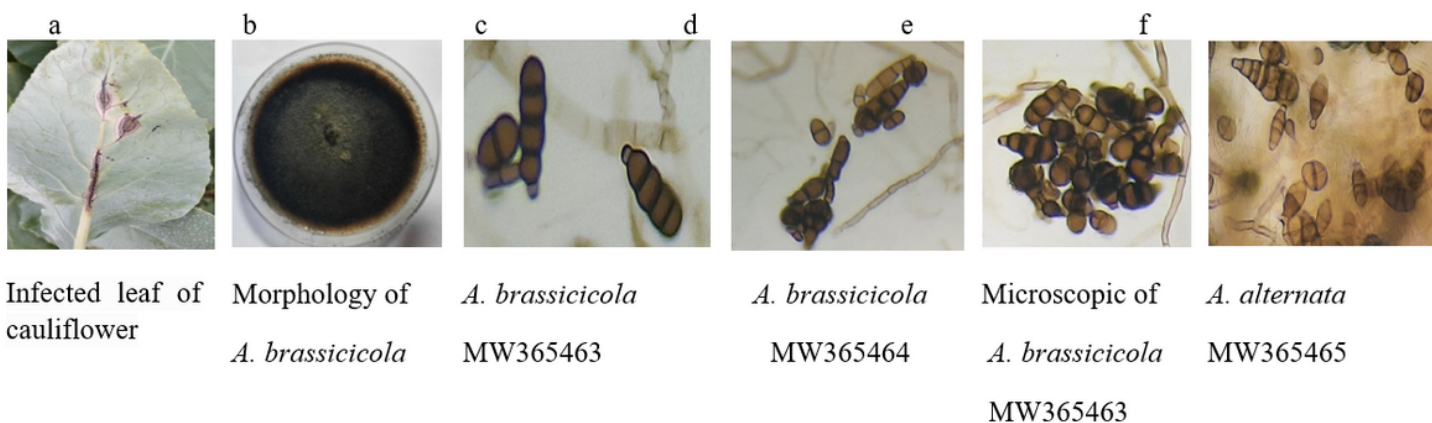 a b c d e f
Infected leaf of
cauliflower
Morphology of
A. brassicicola
A. brassicicola
MW365463
A. brassicicola
MW365464
Microscopic of
A. brassicicola
MW365463
A. alternata
MW365465